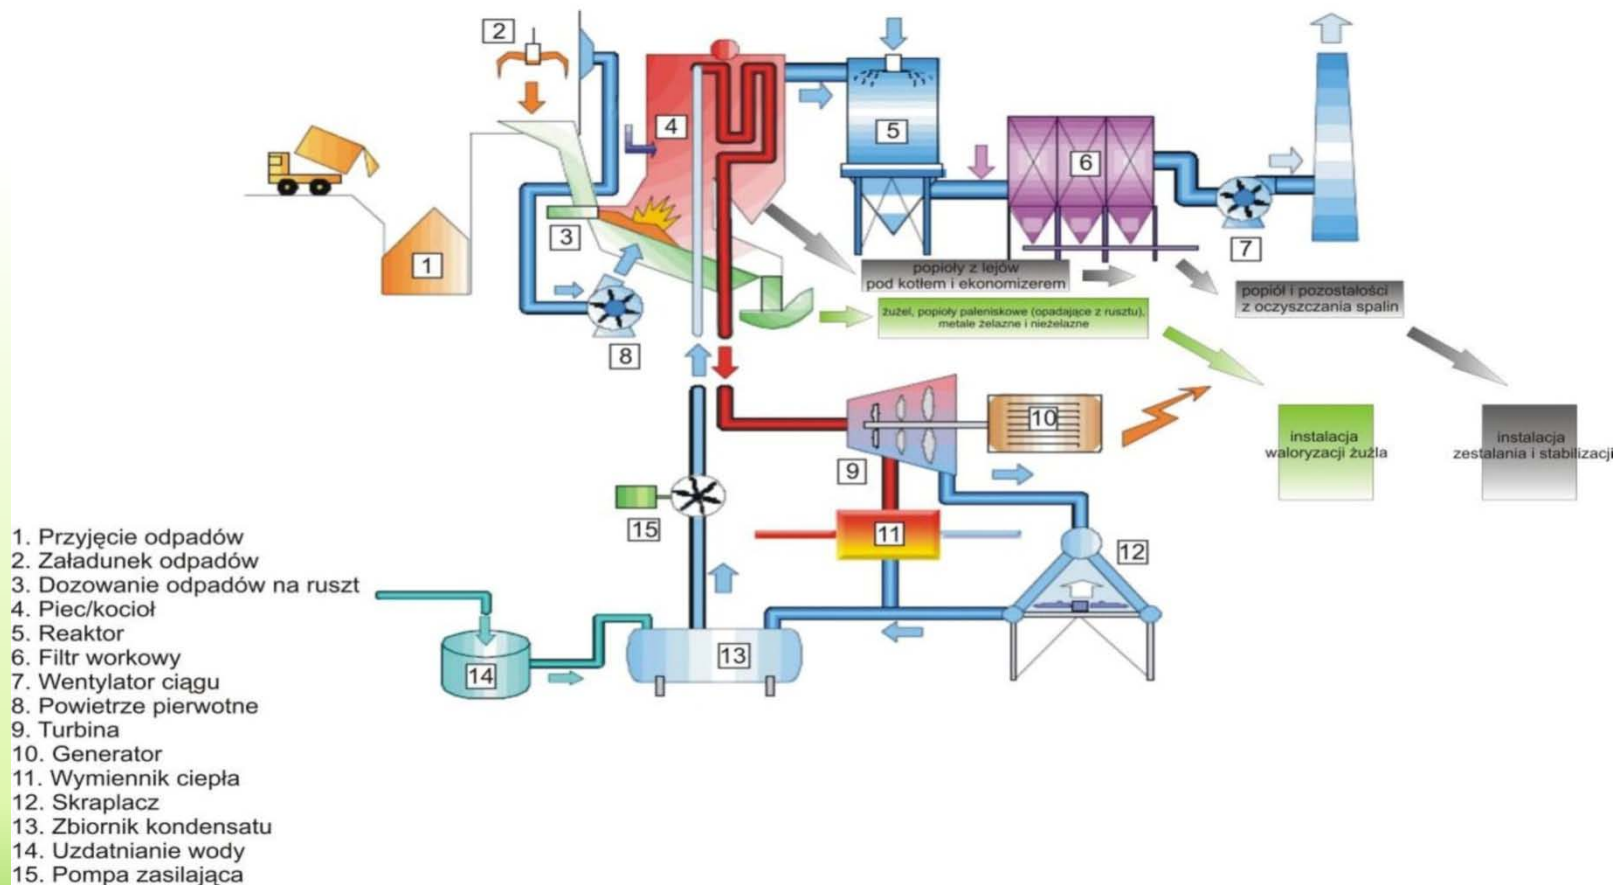 2
4
5
6
3
1
7
8
popioły z lejów
pod kotłem i ekonomizerem
popiół i pozostałości
z oczyszczania spalin
żużel, popioły paleniskowe (opadające z rusztu),
metale żelazne i nieżelazne
10
9
instalacja
waloryzacji żużla
instalacja
zestalania i stabilizacji
15
11
12
13
14
1. Przyjęcie odpadów
2. Załadunek odpadów
3. Dozowanie odpadów na ruszt
4. Piec/kocioł
5. Reaktor
6. Filtr workowy
7. Wentylator ciągu
8. Powietrze pierwotne
9. Turbina
10. Generator
11. Wymiennik ciepła
12. Skraplacz
13. Zbiornik kondensatu
14. Uzdatnianie wody
15. Pompa zasilająca